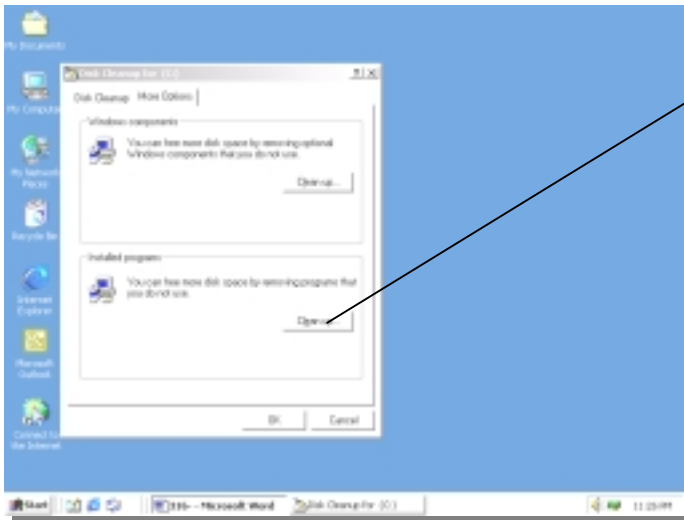 My Documents
Disk Cleanup for (C:)
Disk Cleanup
More Options
Windows components
You can free more disk space by removing optional
Windows components that you do not use.
Clean up...
Installed programs
You can free more disk space by removing programs that
you do not use.
Clean up...
OK
Cancel
My Computer
My Network
Places
Recycle Bin
Internet
Explorer
Microsoft
Outlook
Connect to
the Internet
Start
Microsoft Word
Disk Cleanup for (C:)